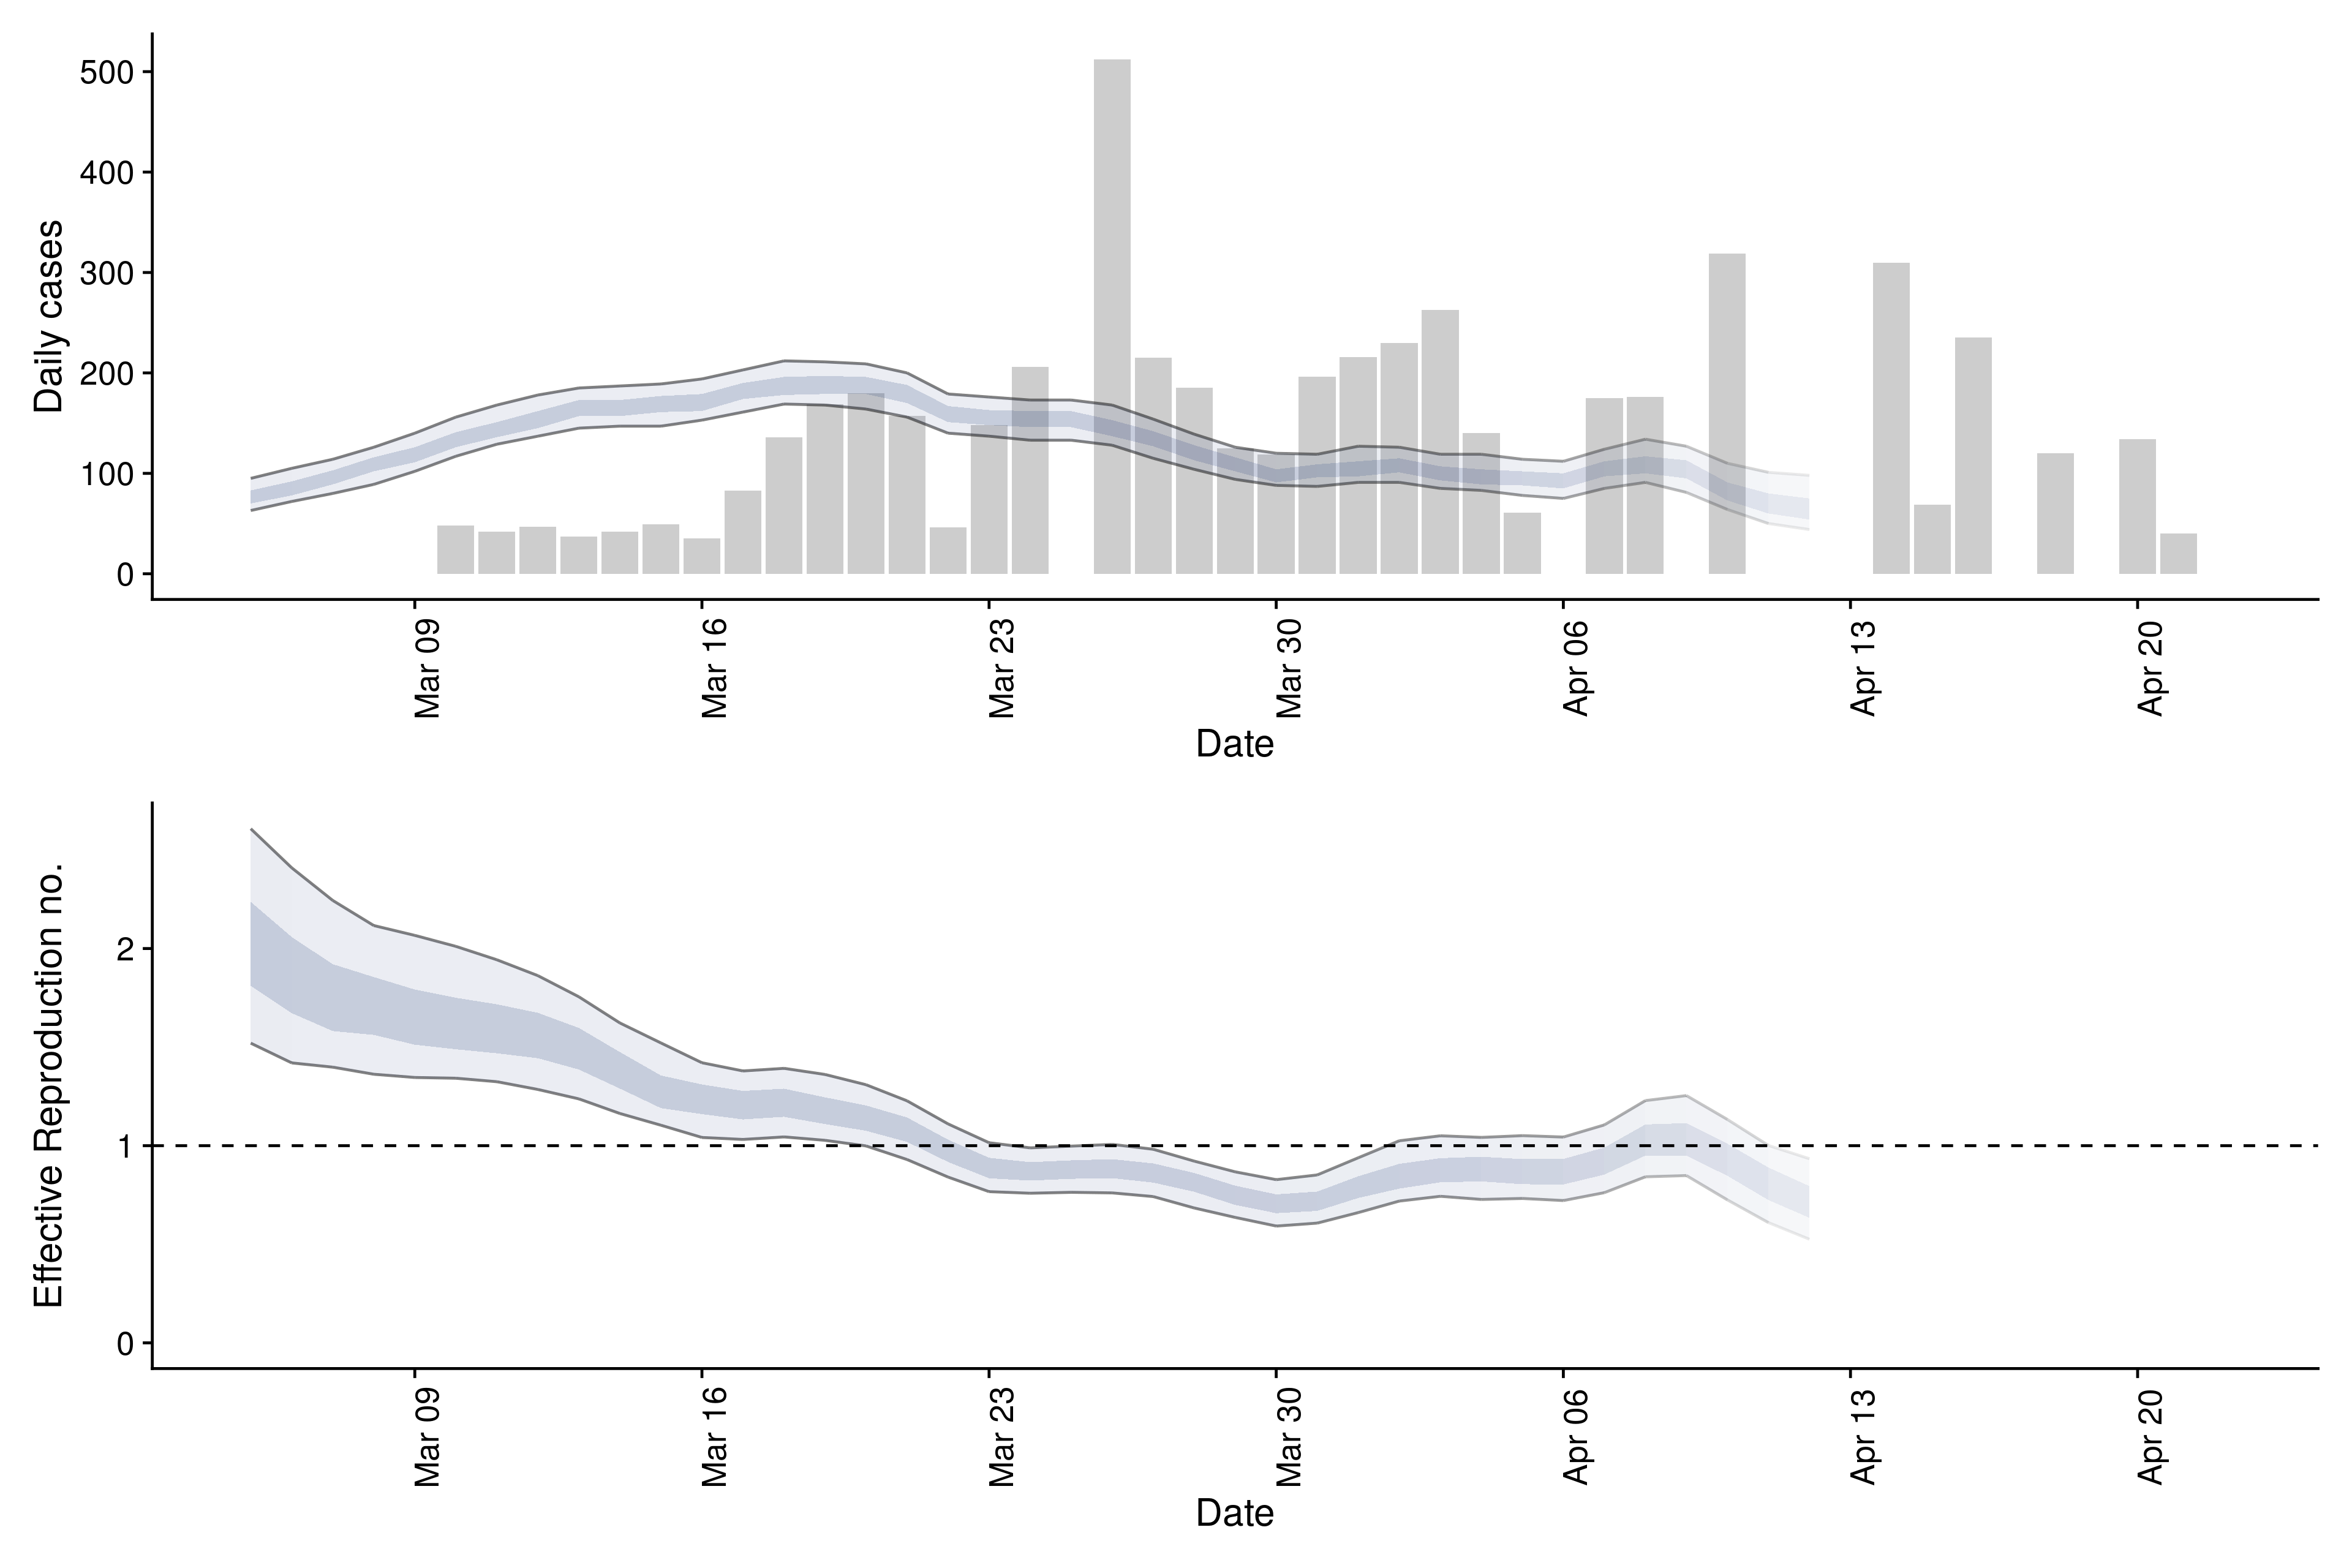 Daily cases
500
400
300
200
100
0
Mar 09
Mar 16
Mar 23
Mar 30
Apr 06
Apr 13
Apr 20
Date
Effective Reproduction no.
2
1
0
Mar 09
Mar 16
Mar 23
Mar 30
Apr 06
Apr 13
Apr 20
Date